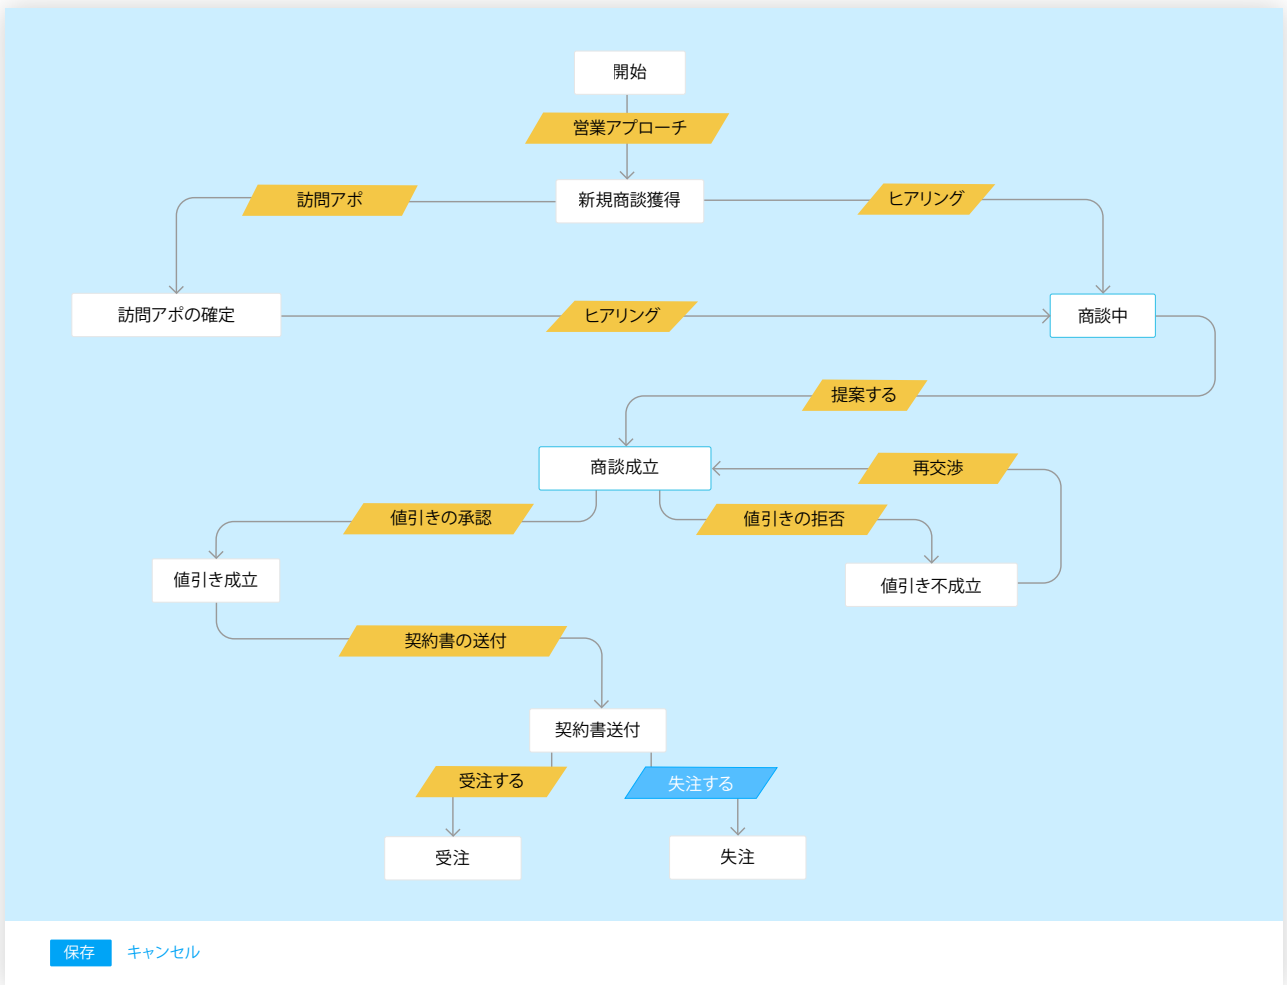 開始
営業アプローチ
訪問アポ
新規商談獲得
ヒアリング
訪問アポの確定
ヒアリング
商談中
提案する
商談成立
再交渉
値引きの承認
値引きの拒否
値引き成立
値引き不成立
契約書の送付
契約書送付
受注する
失注する
受注
失注
保存
キャンセル